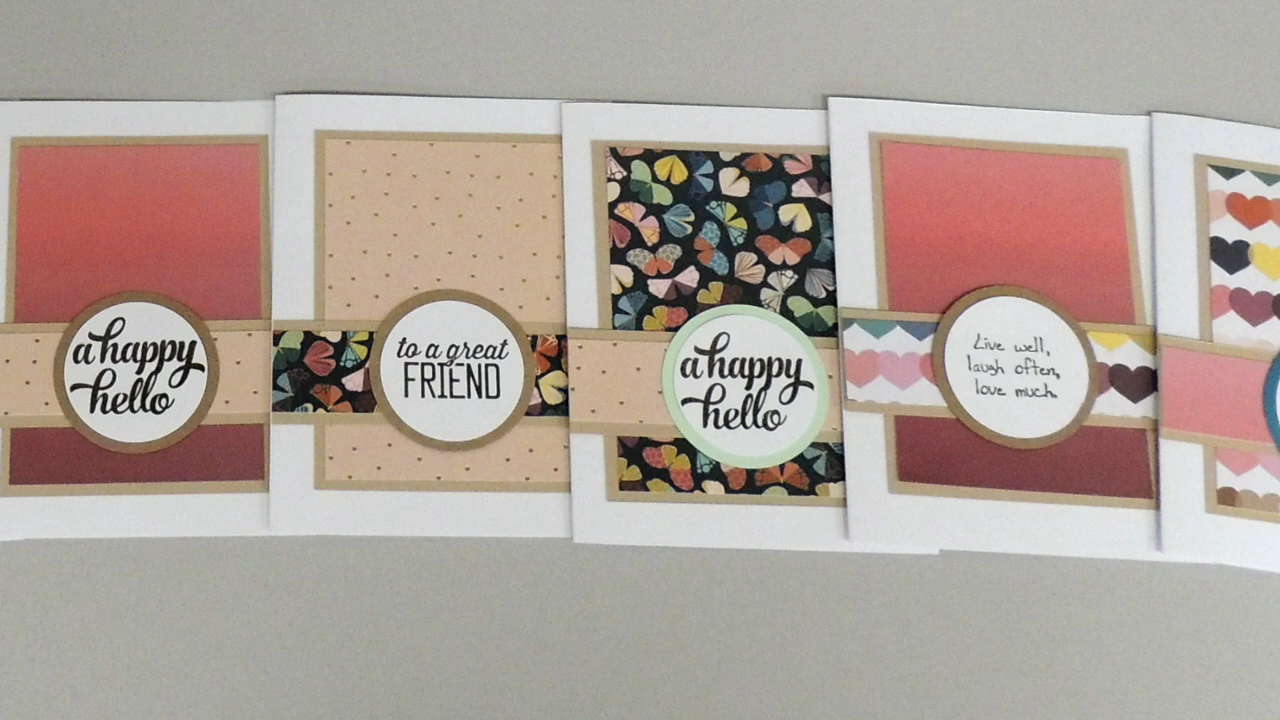 a happy
hello
to a great
FRIEND
a happy
hello
Live well,
laugh often,
love much.